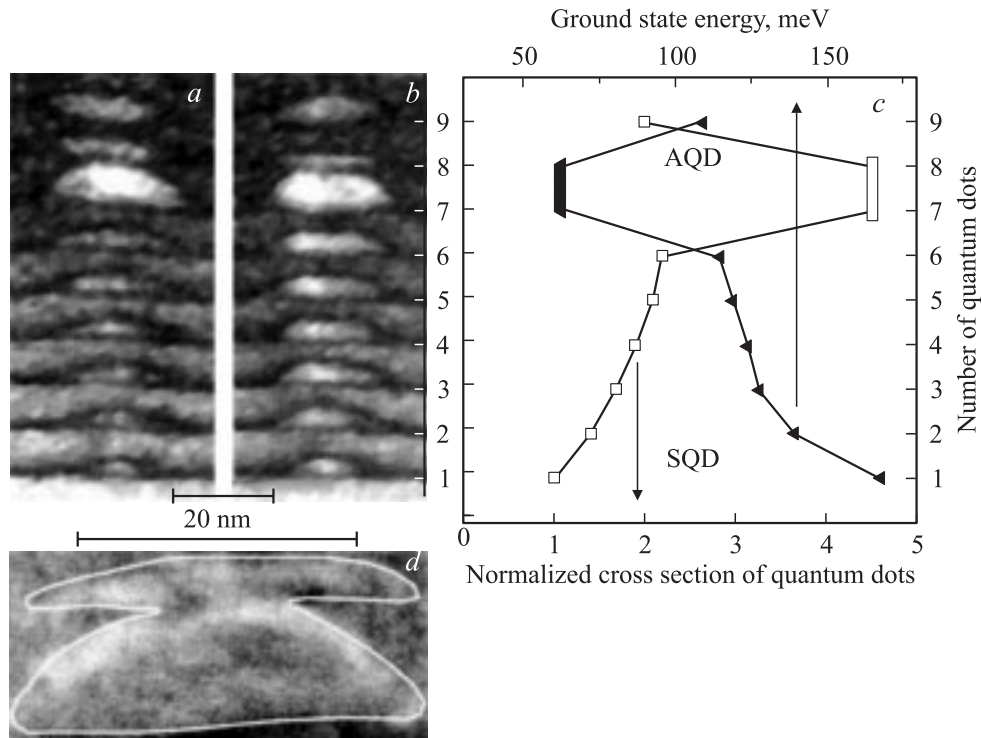 a
b
9
8
7
6
5
4
3
2
1
20 nm
d
Ground state energy, meV
50 100 150
c
AQD
SQD
9
8
7
6
5
4
3
2
1
Number of quantum dots
0 1 2 3 4 5
Normalized cross section of quantum dots